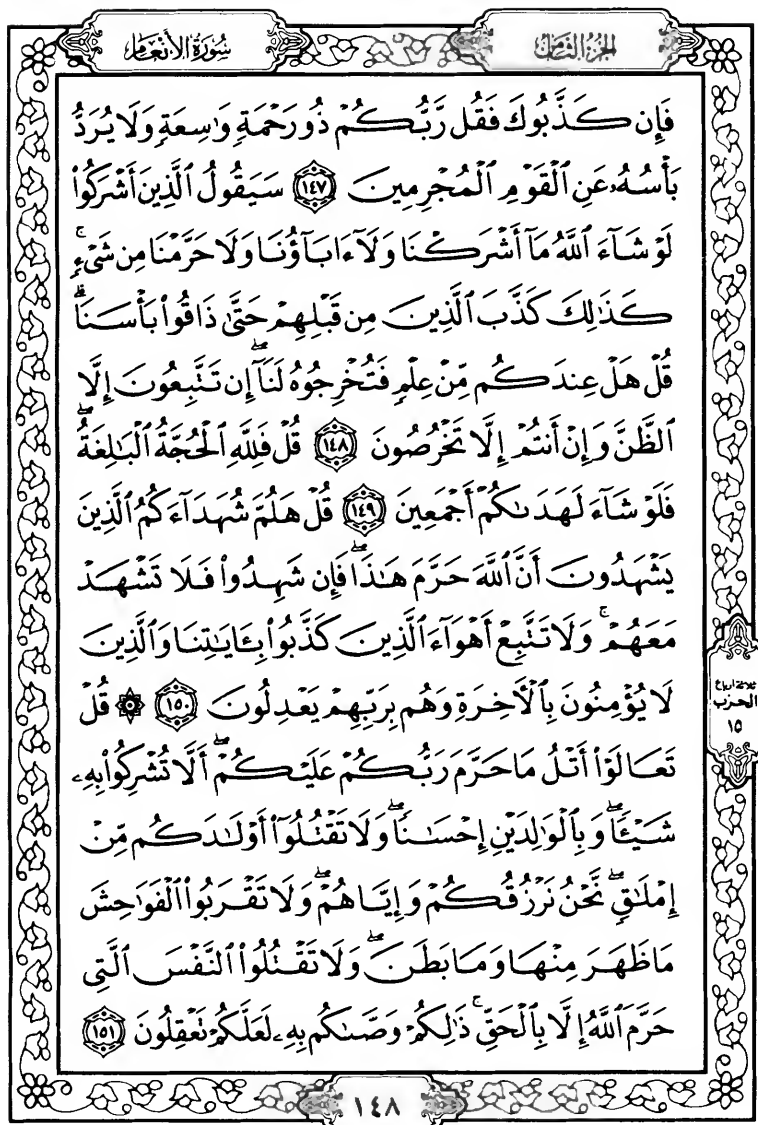 سُورَةُ الأَنْعَامِ
الجُزْءُ الثَّامِنُ
فَإِن كَذَّبُوكَ فَقُل رَّبُّكُمْ ذُو رَحْمَةٍ وَٰسِعَةٍ وَلَا يُرَدُّ
بَأْسُهُۥ عَنِ ٱلْقَوْمِ ٱلْمُجْرِمِينَ ١٤٧ سَيَقُولُ ٱلَّذِينَ أَشْرَكُوا۟
لَوْ شَآءَ ٱللَّهُ مَآ أَشْرَكْنَا وَلَآ ءَابَآؤُنَا وَلَا حَرَّمْنَا مِن شَىْءٍ ۚ
كَذَٰلِكَ كَذَّبَ ٱلَّذِينَ مِن قَبْلِهِمْ حَتَّىٰ ذَاقُوا۟ بَأْسَنَا ۗ
قُلْ هَلْ عِندَكُم مِّنْ عِلْمٍ فَتُخْرِجُوهُ لَنَآ ۖ إِن تَتَّبِعُونَ إِلَّا
ٱلظَّنَّ وَإِنْ أَنتُمْ إِلَّا تَخْرُصُونَ ١٤٨ قُلْ فَلِلَّهِ ٱلْحُجَّةُ ٱلْبَٰلِغَةُ ۖ
فَلَوْ شَآءَ لَهَدَىٰكُمْ أَجْمَعِينَ ١٤٩ قُلْ هَلُمَّ شُهَدَآءَكُمُ ٱلَّذِينَ
يَشْهَدُونَ أَنَّ ٱللَّهَ حَرَّمَ هَٰذَا ۖ فَإِن شَهِدُوا۟ فَلَا تَشْهَدْ
مَعَهُمْ ۚ وَلَا تَتَّبِعْ أَهْوَآءَ ٱلَّذِينَ كَذَّبُوا۟ بِـَٔايَٰتِنَا وَٱلَّذِينَ
لَا يُؤْمِنُونَ بِٱلْـَٔاخِرَةِ وَهُم بِرَبِّهِمْ يَعْدِلُونَ ١٥٠ ۞ قُلْ
تَعَالَوْا۟ أَتْلُ مَا حَرَّمَ رَبُّكُمْ عَلَيْكُمْ ۖ أَلَّا تُشْرِكُوا۟ بِهِۦ
شَيْـًٔا ۖ وَبِٱلْوَٰلِدَيْنِ إِحْسَٰنًا ۖ وَلَا تَقْتُلُوٓا۟ أَوْلَٰدَكُم مِّنْ
إِمْلَٰقٍ ۖ نَّحْنُ نَرْزُقُكُمْ وَإِيَّاهُمْ ۖ وَلَا تَقْرَبُوا۟ ٱلْفَوَٰحِشَ
مَا ظَهَرَ مِنْهَا وَمَا بَطَنَ ۖ وَلَا تَقْتُلُوا۟ ٱلنَّفْسَ ٱلَّتِى
حَرَّمَ ٱللَّهُ إِلَّا بِٱلْحَقِّ ۚ ذَٰلِكُمْ وَصَّىٰكُم بِهِۦ لَعَلَّكُمْ تَعْقِلُونَ ١٥١
ثلاثة أرباع
الحزب
١٥
١٤٨